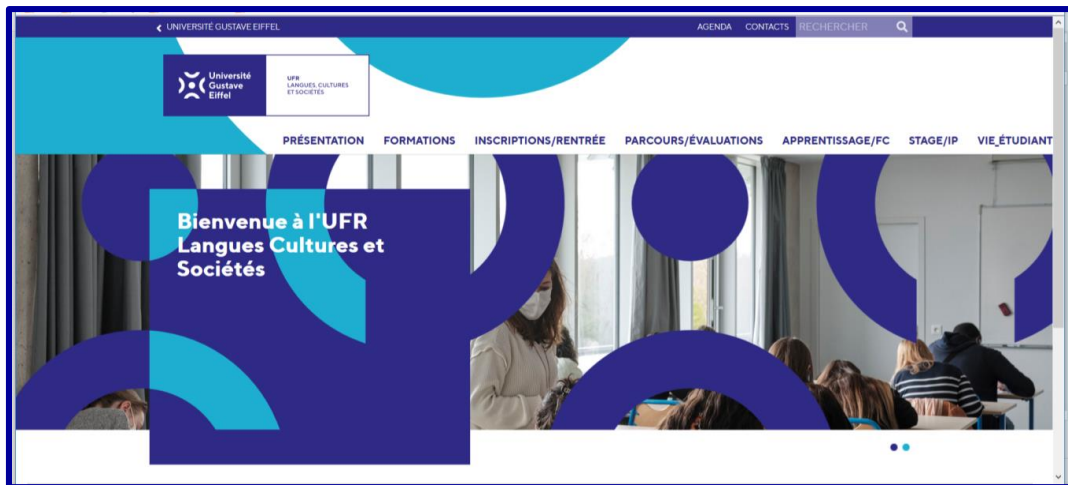 UNIVERSITÉ GUSTAVE EIFFEL
AGENDA CONTACTS RECHERCHER
Université
Gustave
Eiffel
UFR
LANGUES, CULTURES
ET SOCIÉTÉS
PRÉSENTATION FORMATIONS INSCRIPTIONS/RENTRÉE PARCOURS/ÉVALUATIONS APPRENTISSAGE/FC STAGE/IP VIE_ÉTUDIANT
Bienvenue à l'UFR
Langues Cultures et
Sociétés